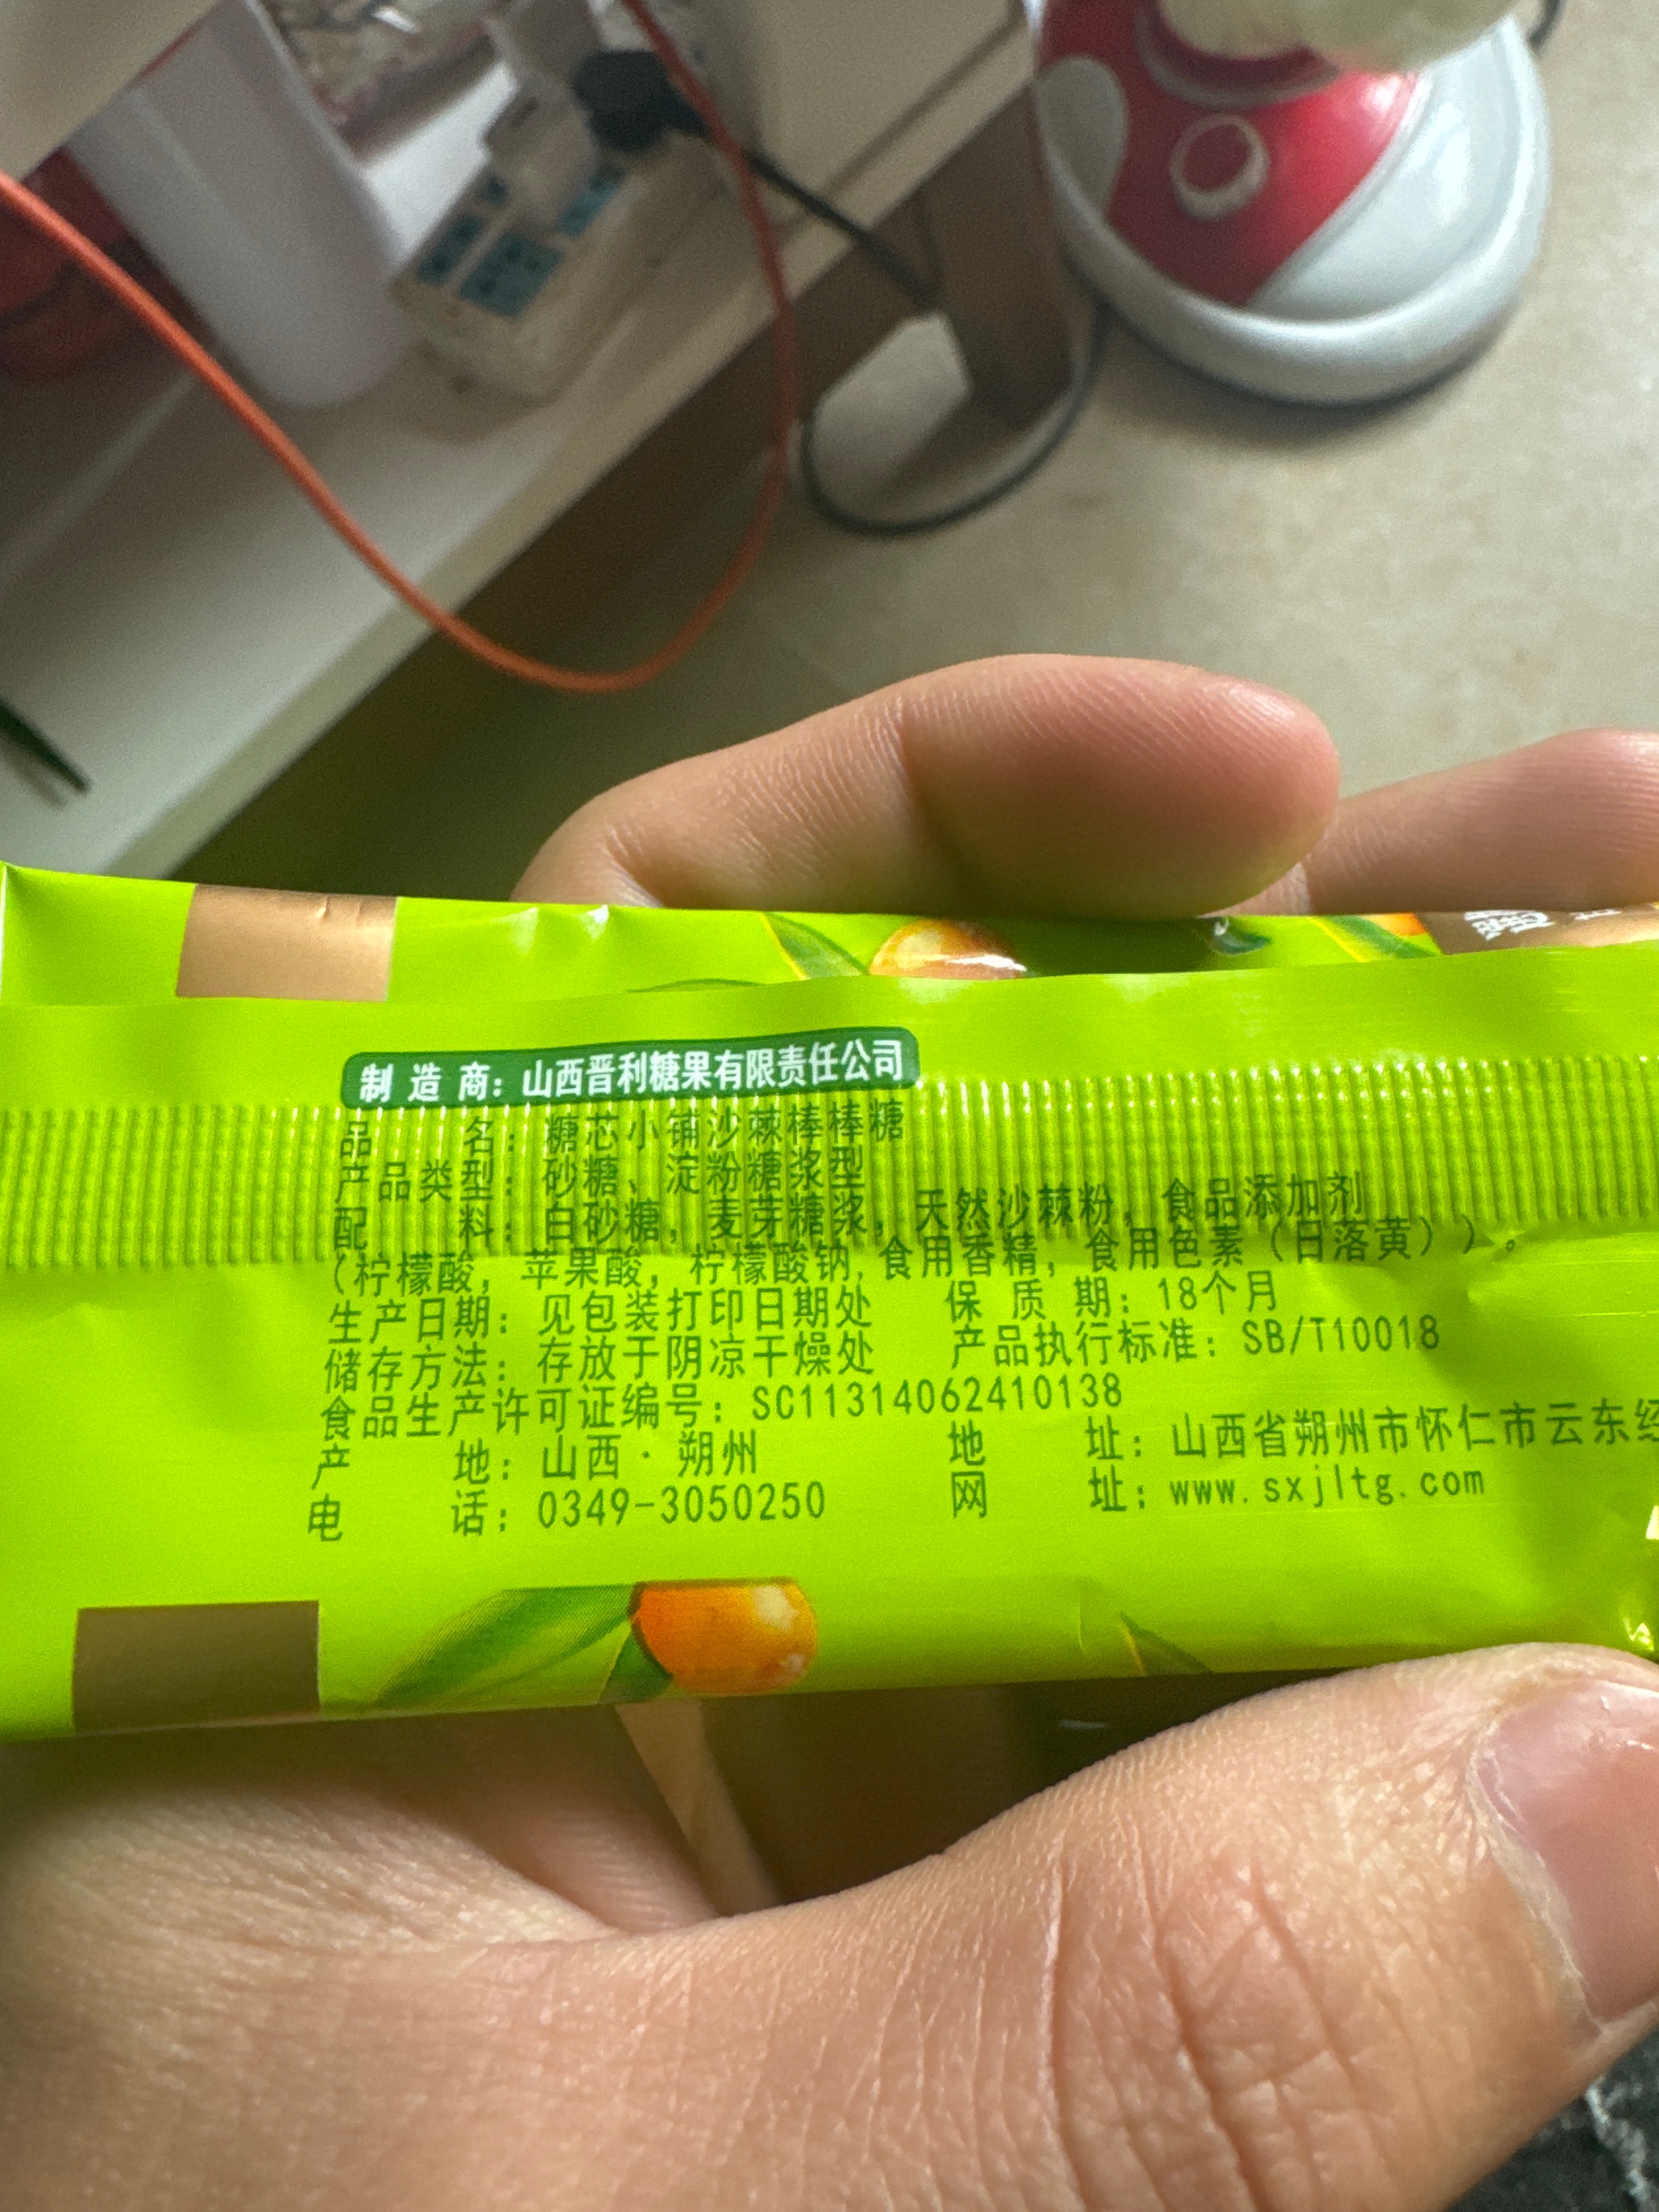 制造商：山西晋利糖果有限责任公司
品名：糖芯小铺沙棘棒棒糖
产品类型：砂糖、淀粉糖浆型
配料：白砂糖，麦芽糖浆，天然沙棘粉，食品添加剂
（柠檬酸，苹果酸，柠檬酸钠，食用香精，食用色素（日落黄））。
生产日期：见包装打印日期处 保质期：18个月
储存方法：存放于阴凉干燥处 产品执行标准：SB/T10018
食品生产许可证编号：SC11314062410138
产地：山西·朔州 地址：山西省朔州市怀仁市云东经
电话：0349-3050250 网址：www.sxjltg.com